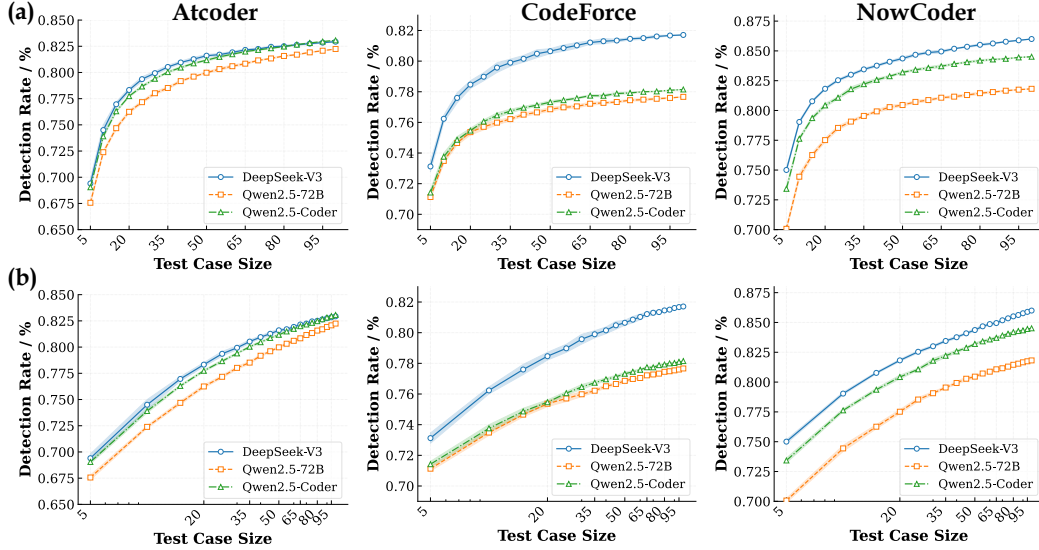 (a)
Atcoder
CodeForce
NowCoder
Detection Rate / %
0.850
0.825
0.800
0.775
0.750
0.725
0.700
0.675
0.650
5
20
35
50
65
80
95
Test Case Size
DeepSeek-V3
Qwen2.5-72B
Qwen2.5-Coder
Detection Rate / %
0.82
0.80
0.78
0.76
0.74
0.72
0.70
5
20
35
50
65
80
95
Test Case Size
DeepSeek-V3
Qwen2.5-72B
Qwen2.5-Coder
Detection Rate / %
0.875
0.850
0.825
0.800
0.775
0.750
0.725
0.700
5
20
35
50
65
80
95
Test Case Size
DeepSeek-V3
Qwen2.5-72B
Qwen2.5-Coder
(b)
Detection Rate / %
0.850
0.825
0.800
0.775
0.750
0.725
0.700
0.675
0.650
5
20
35
50
65
80
95
Test Case Size
DeepSeek-V3
Qwen2.5-72B
Qwen2.5-Coder
Detection Rate / %
0.82
0.80
0.78
0.76
0.74
0.72
0.70
5
20
35
50
65
80
95
Test Case Size
DeepSeek-V3
Qwen2.5-72B
Qwen2.5-Coder
Detection Rate / %
0.875
0.850
0.825
0.800
0.775
0.750
0.725
0.700
5
20
35
50
65
80
95
Test Case Size
DeepSeek-V3
Qwen2.5-72B
Qwen2.5-Coder